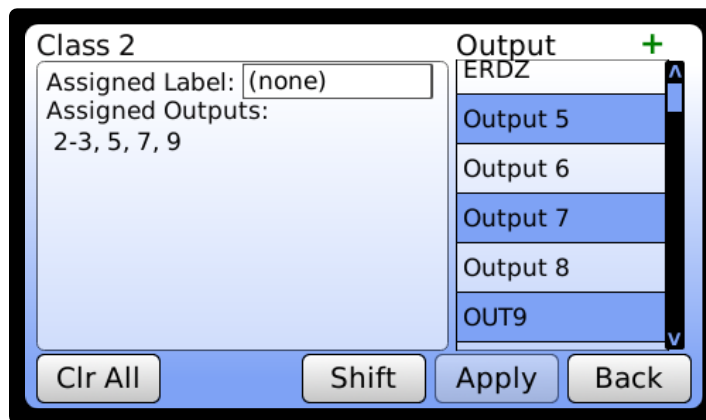 Class 2
Assigned Label: (none)
Assigned Outputs:
2-3, 5, 7, 9
Output +
ERDZ
Output 5
Output 6
Output 7
Output 8
OUT9
Clr All
Shift
Apply
Back